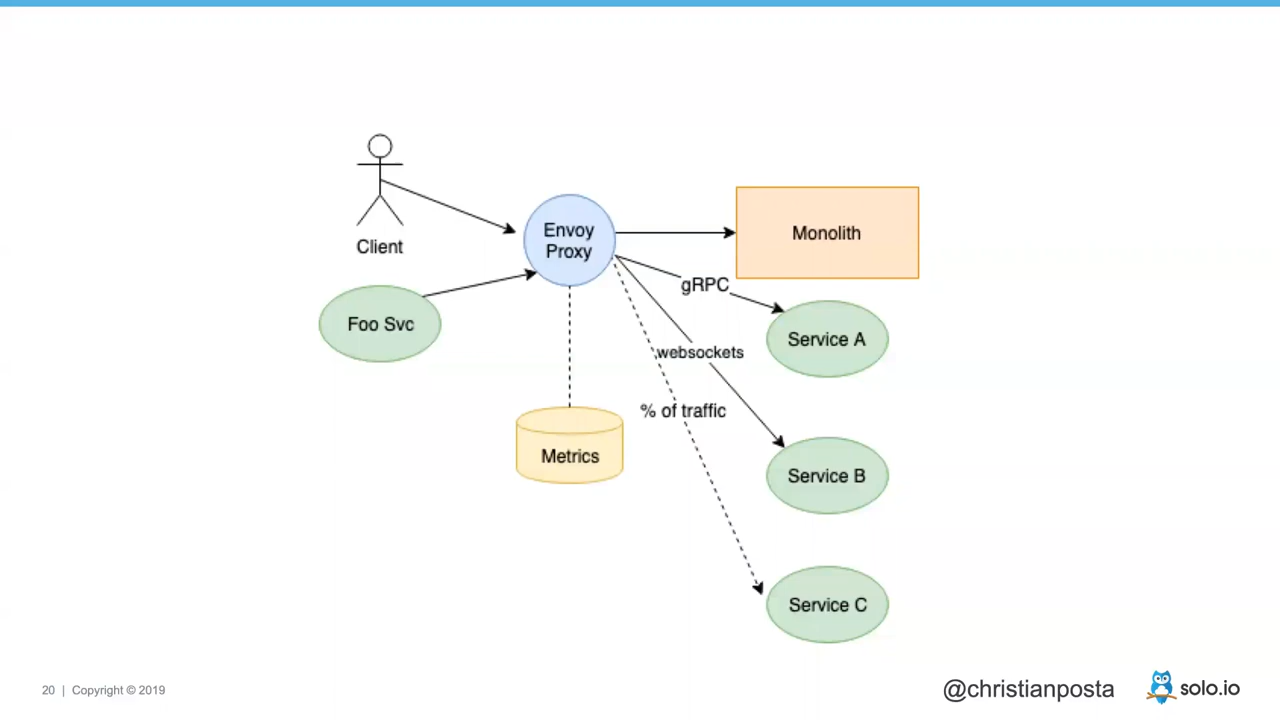 Client
Envoy
Proxy
Monolith
gRPC
Foo Svc
Service A
websockets
% of traffic
Metrics
Service B
Service C
20 | Copyright © 2019
@christianposta
solo.io